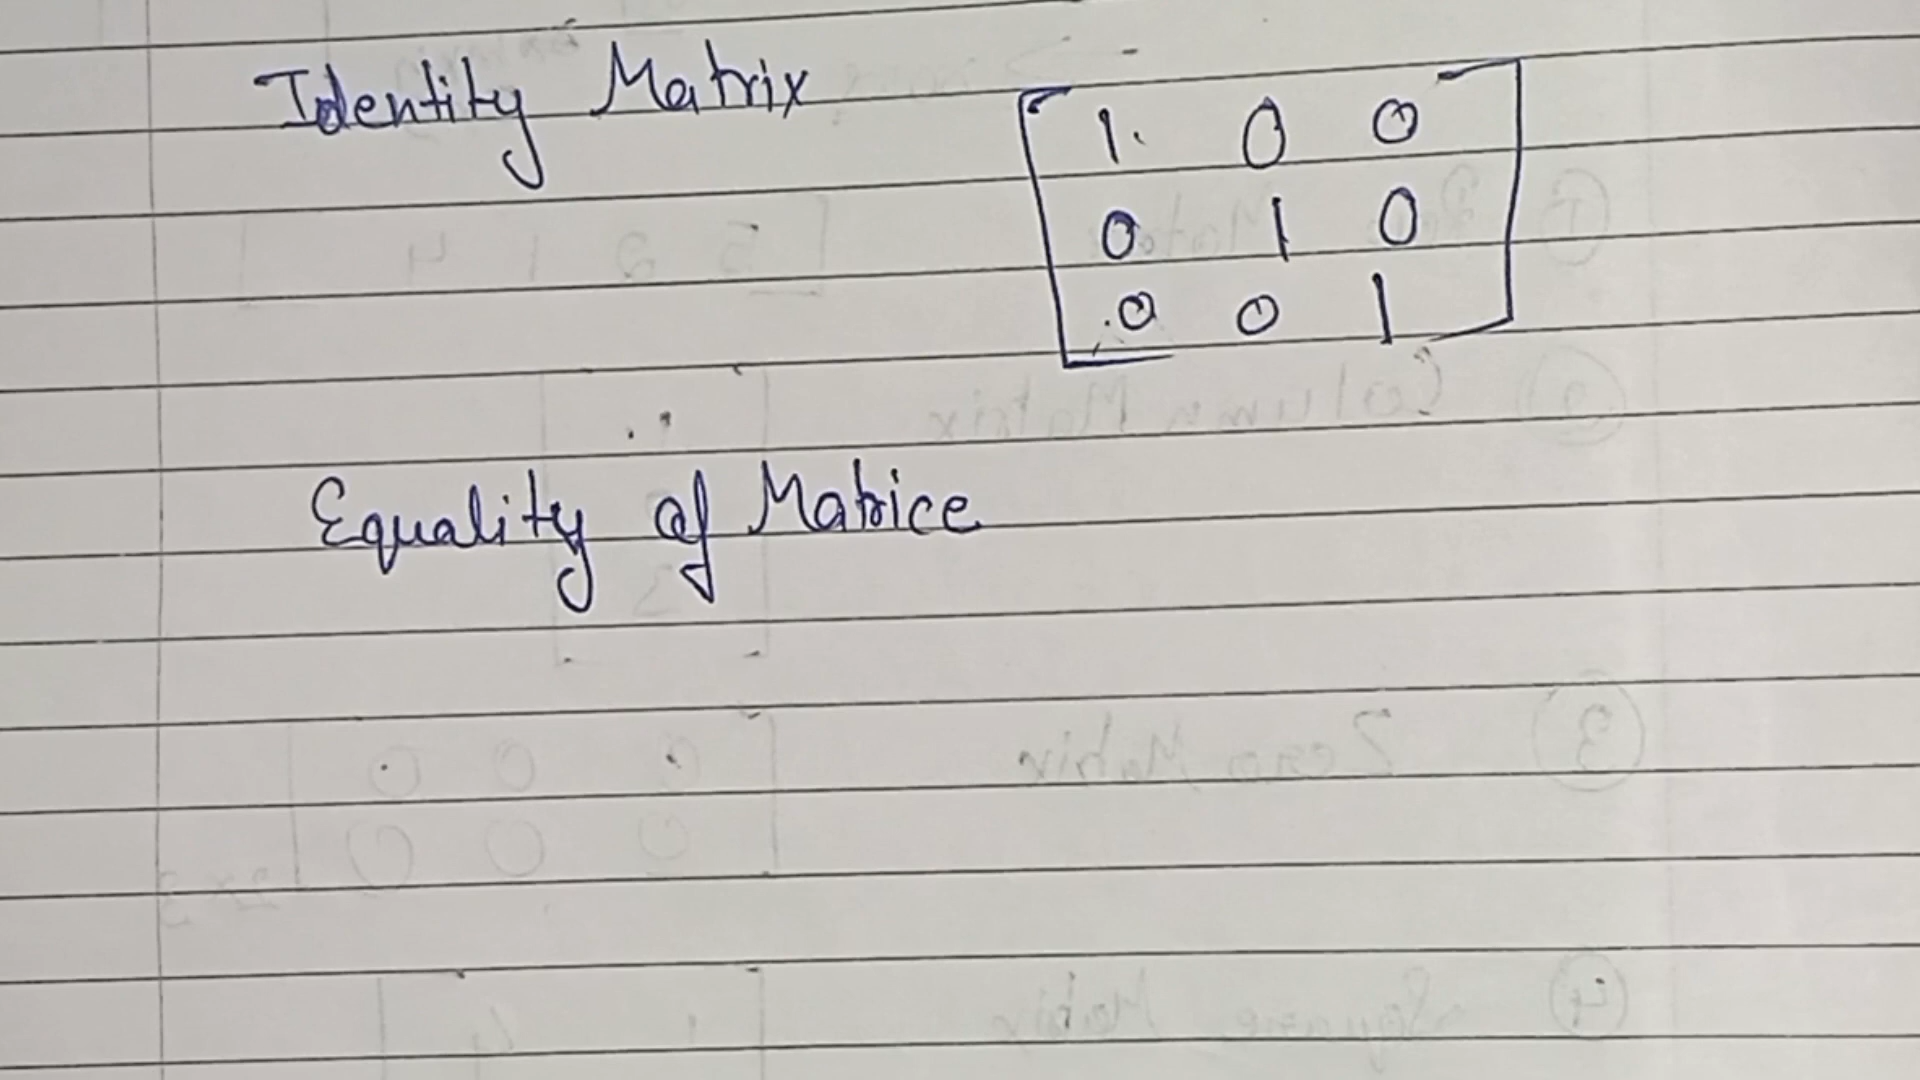 Identity Matrix
1 0 0
0 1 0
0 0 1
Equality of Matrice